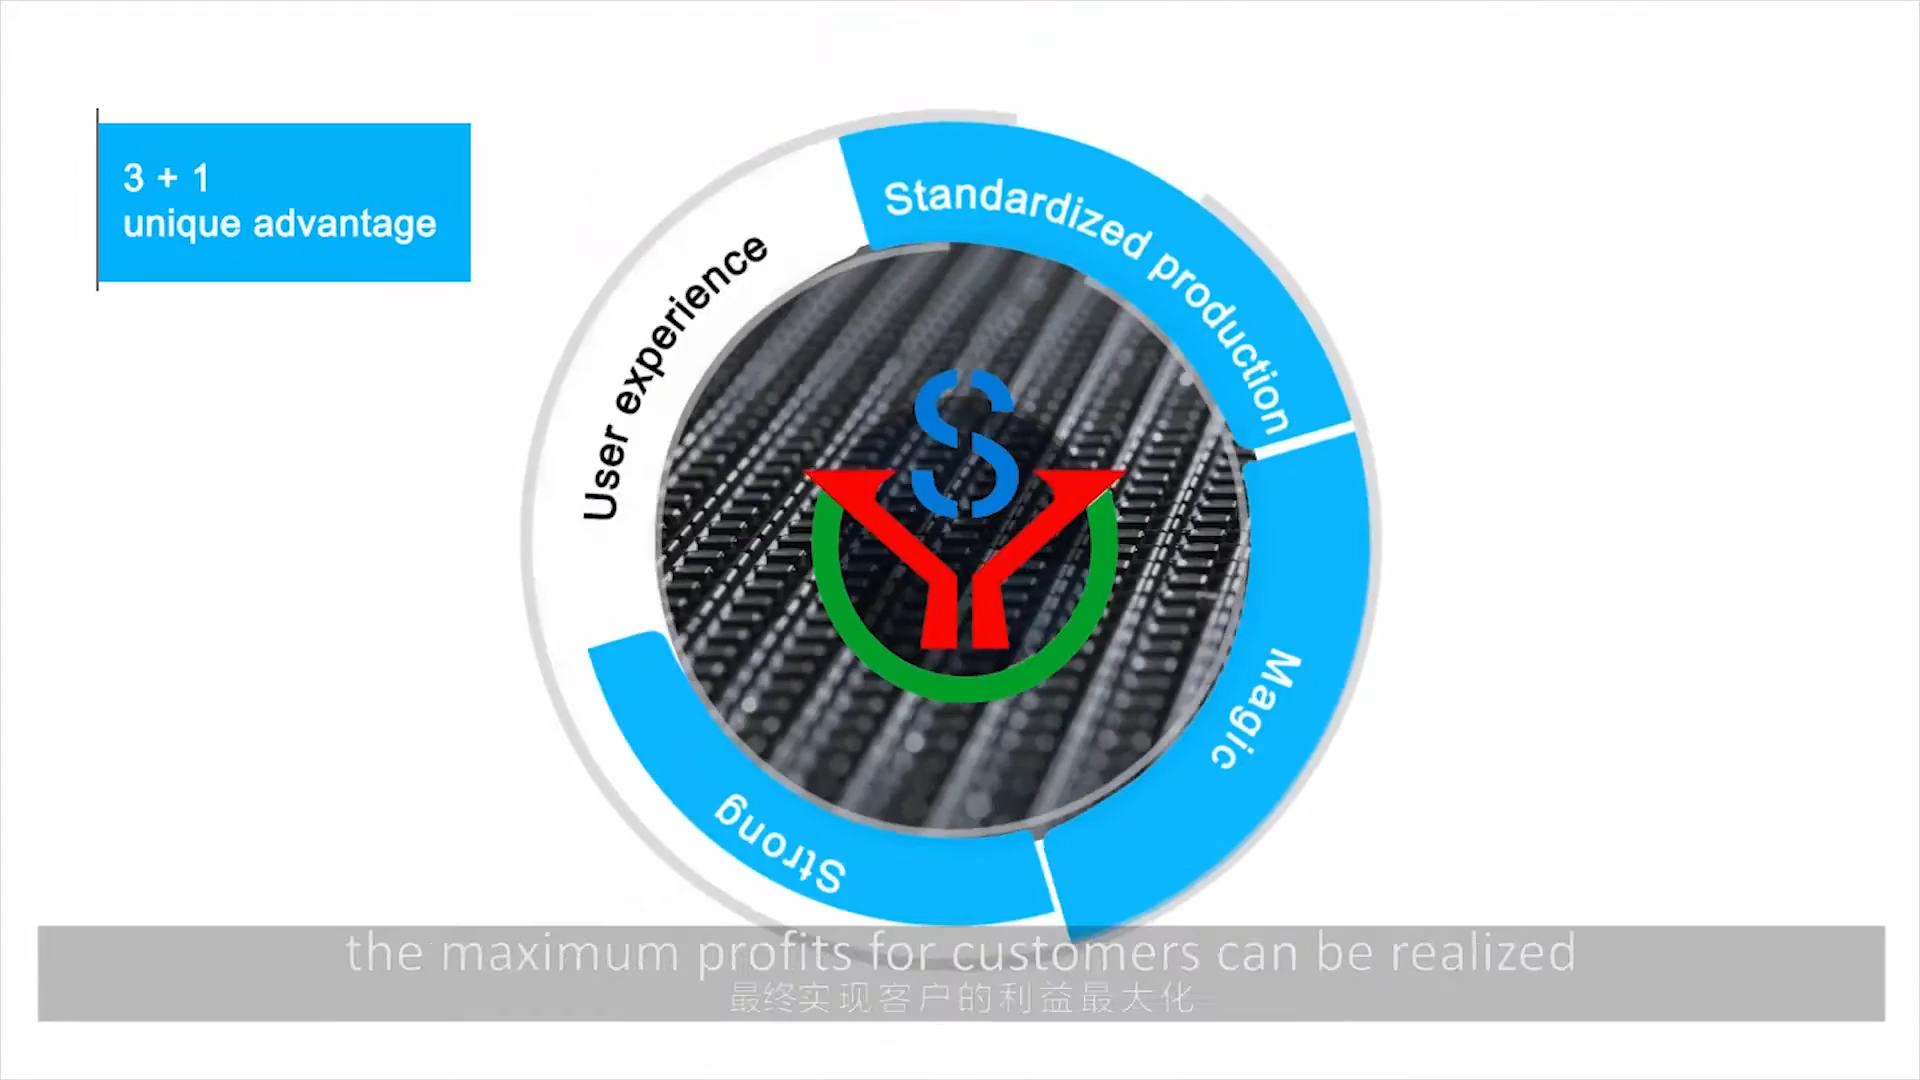 3 + 1
unique advantage
User experience
Standardized production
Magic
Strong
S
the maximum profits for customers can be realized
最终实现客户的利益最大化